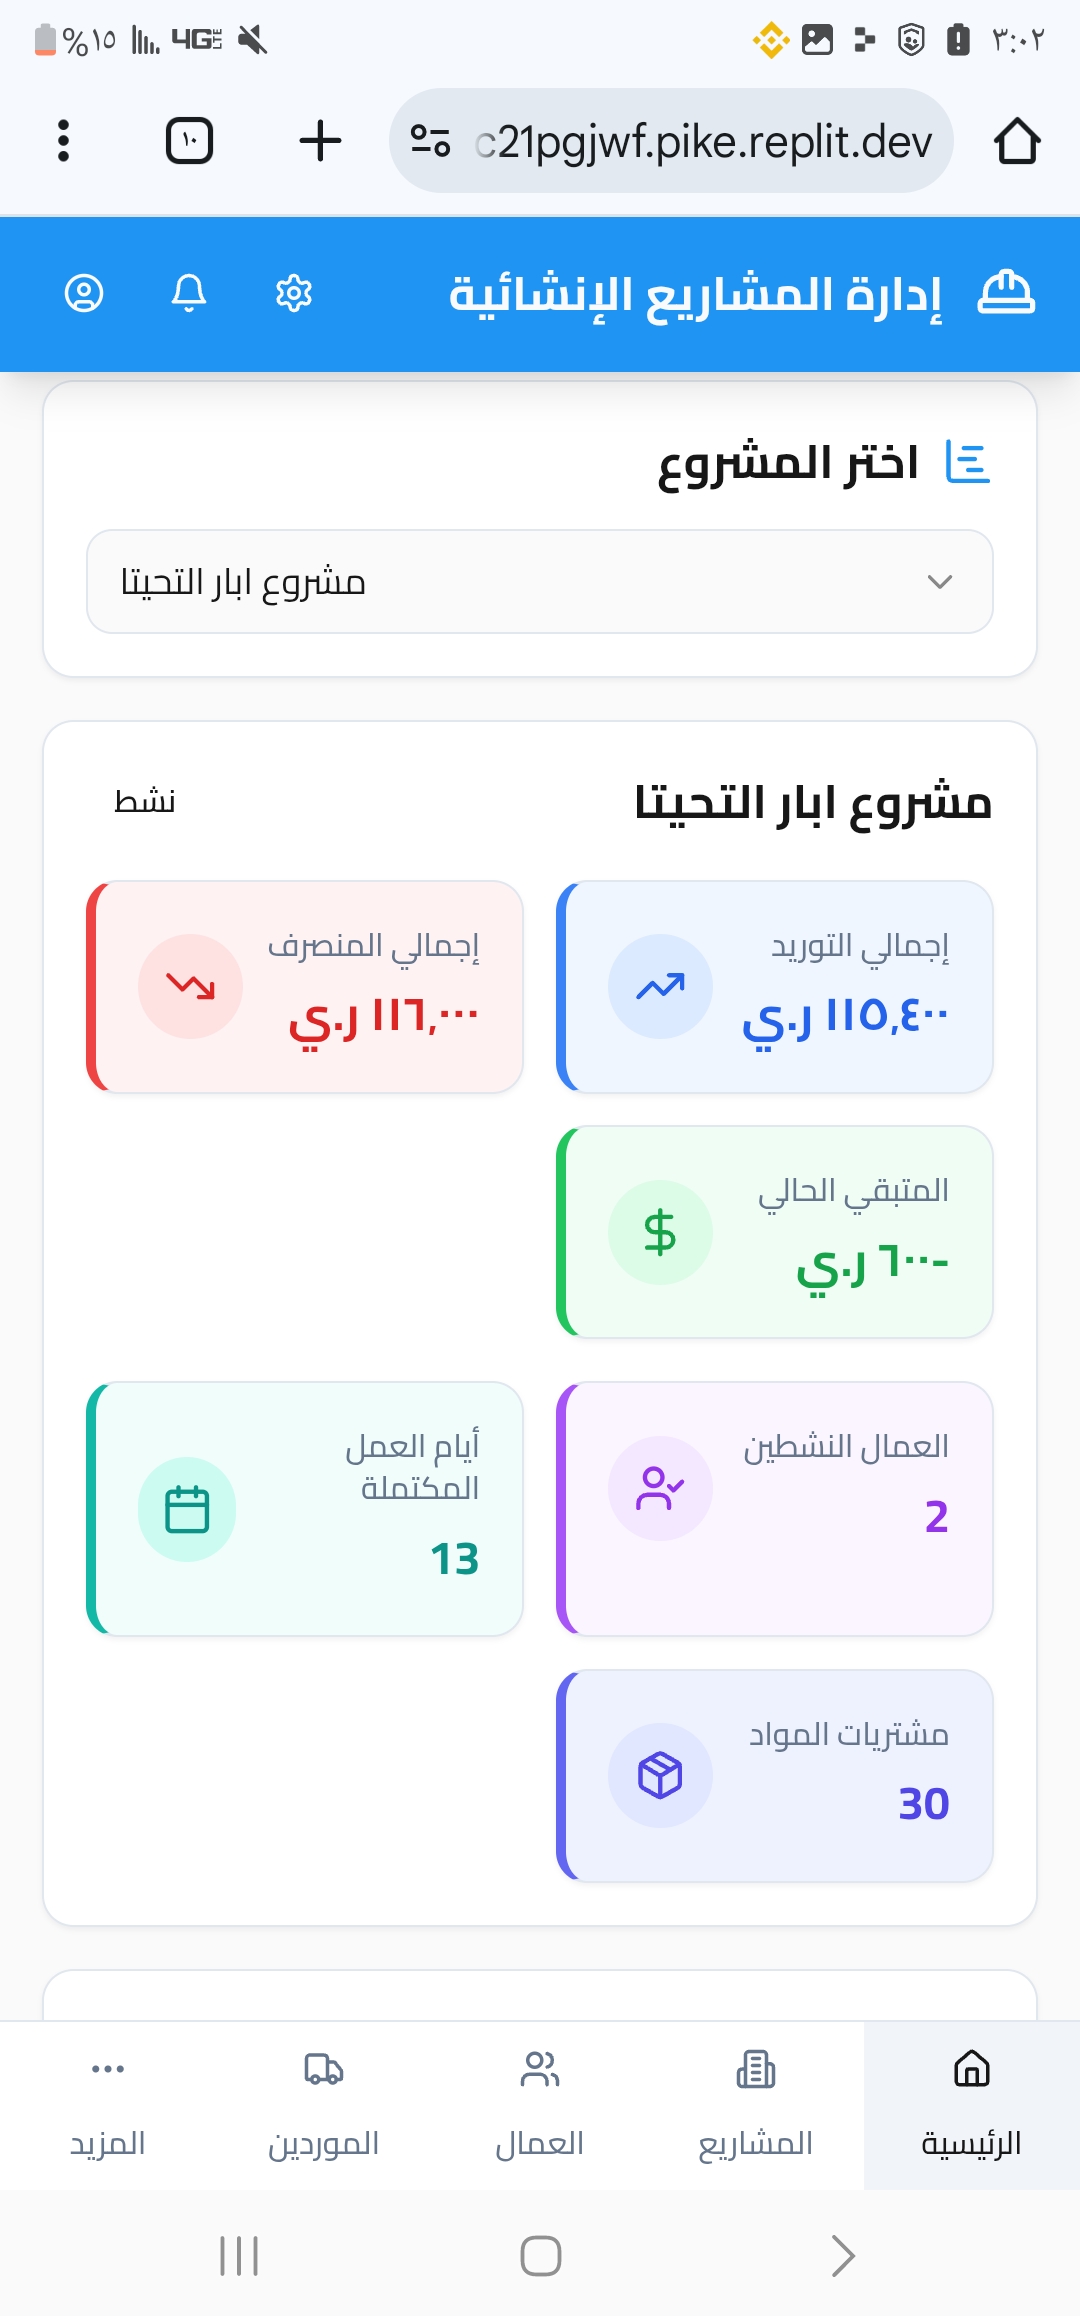 ٣:٠٢
4G LTE
%١٥
c21pgjwf.pike.replit.dev
١٠
إدارة المشاريع الإنشائية
اختر المشروع
مشروع ابار التحيتا
مشروع ابار التحيتا
نشط
إجمالي التوريد
١١٥,٤٠٠ ر.ي
إجمالي المنصرف
١١٦,٠٠٠ ر.ي
المتبقي الحالي
-٦٠٠ ر.ي
العمال النشطين
2
أيام العمل
المكتملة
13
مشتريات المواد
30
الرئيسية
المشاريع
العمال
الموردين
المزيد